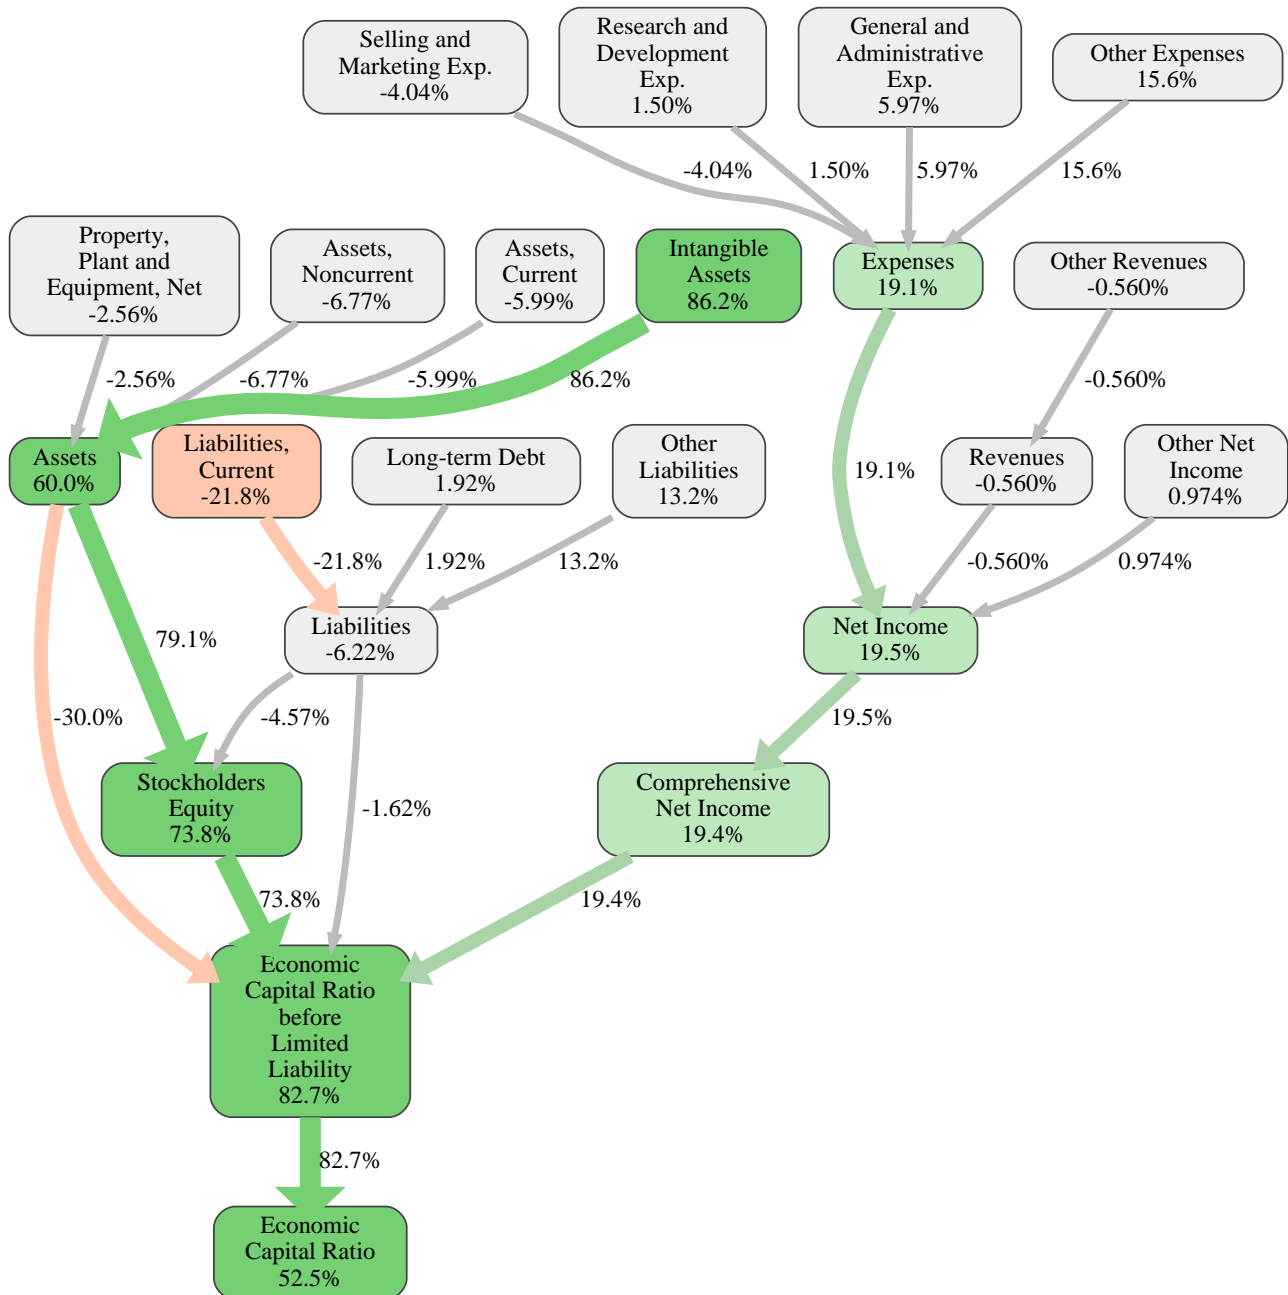 Selling and
Marketing Exp.
-4.04%
Research and
Development
Exp.
1.50%
General and
Administrative
Exp.
5.97%
Other Expenses
15.6%
-4.04%
1.50%
5.97%
15.6%
Property,
Plant and
Equipment, Net
-2.56%
Assets,
Noncurrent
-6.77%
Assets,
Current
-5.99%
Intangible
Assets
86.2%
Expenses
19.1%
Other Revenues
-0.560%
-2.56%
-6.77%
-5.99%
86.2%
-0.560%
Assets
60.0%
Liabilities,
Current
-21.8%
Long-term Debt
1.92%
Other
Liabilities
13.2%
19.1%
Revenues
-0.560%
Other Net
Income
0.974%
-21.8%
1.92%
13.2%
-0.560%
0.974%
79.1%
Liabilities
-6.22%
Net Income
19.5%
-30.0%
-4.57%
19.5%
Stockholders
Equity
73.8%
-1.62%
Comprehensive
Net Income
19.4%
73.8%
19.4%
Economic
Capital Ratio
before
Limited
Liability
82.7%
82.7%
Economic
Capital Ratio
52.5%